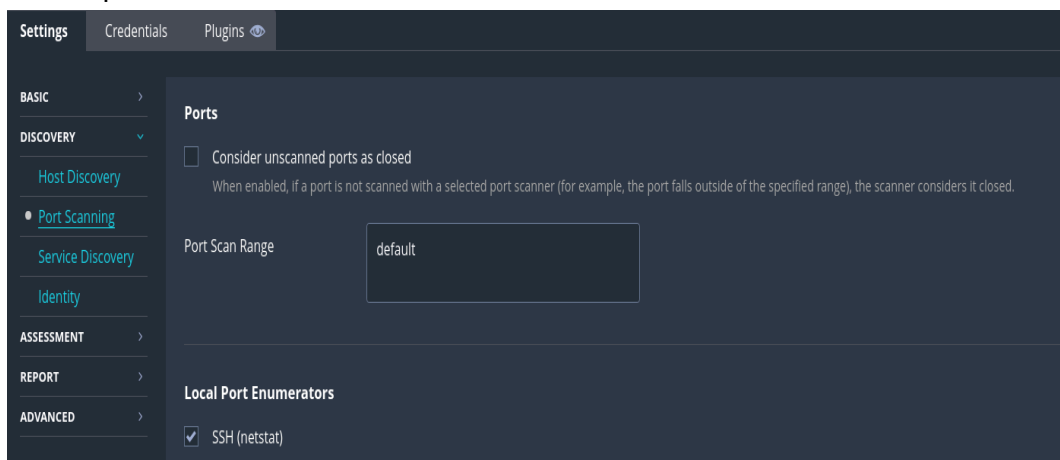 Settings Credentials Plugins
BASIC
DISCOVERY
Host Discovery
Port Scanning
Service Discovery
Identity
ASSESSMENT
REPORT
ADVANCED
Ports
Consider unscanned ports as closed
When enabled, if a port is not scanned with a selected port scanner (for example, the port falls outside of the specified range), the scanner considers it closed.
Port Scan Range default
Local Port Enumerators
SSH (netstat)